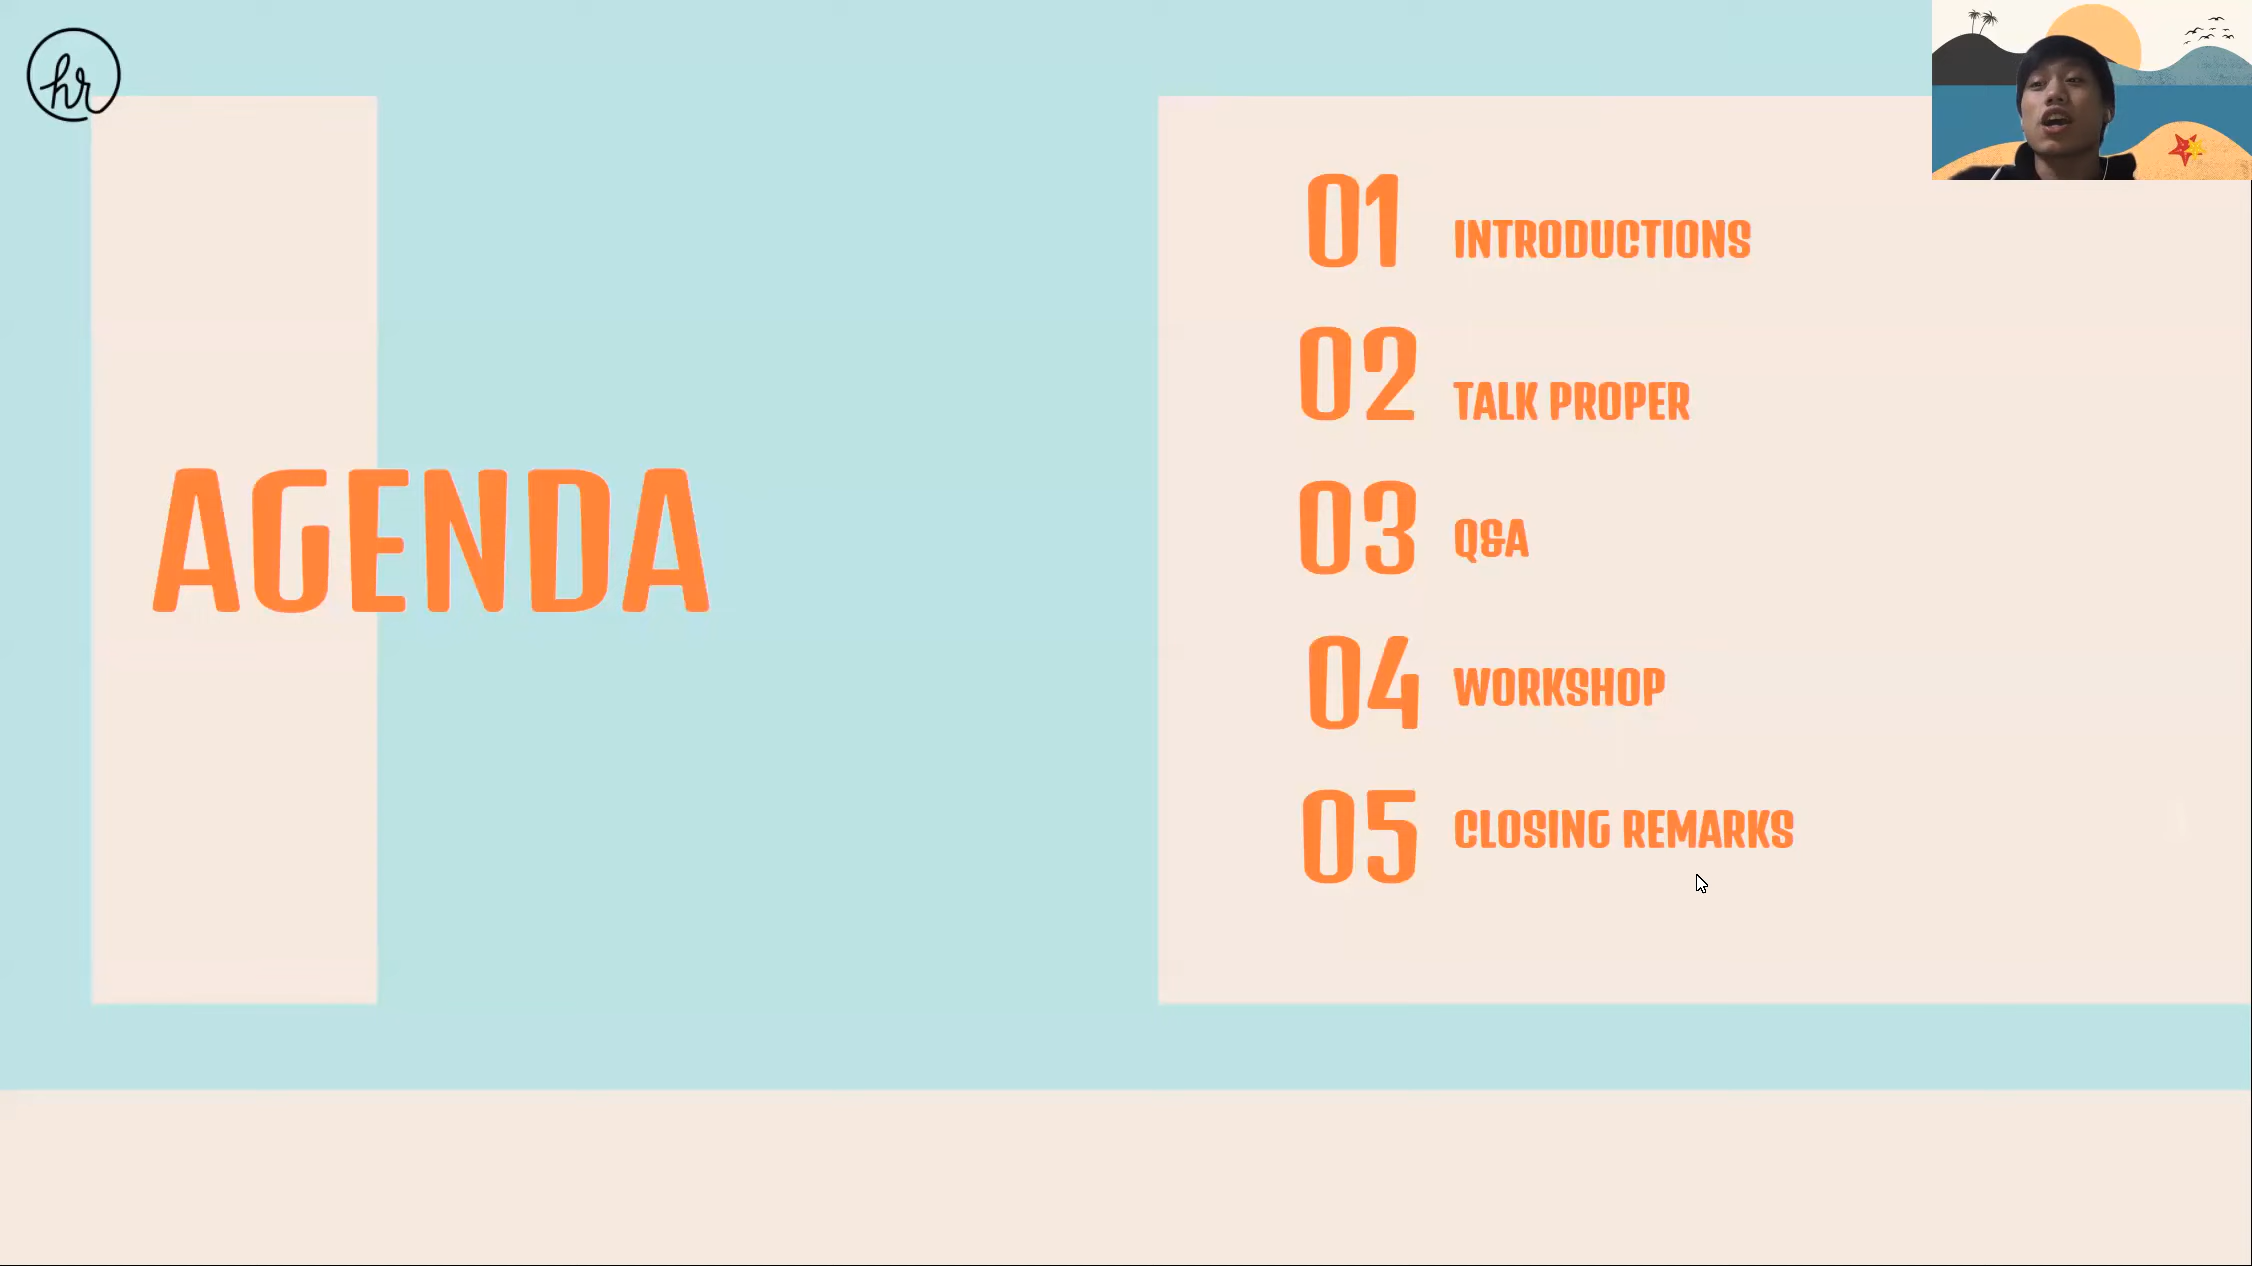 hr
AGENDA
01 INTRODUCTIONS
02 TALK PROPER
03 Q&A
04 WORKSHOP
05 CLOSING REMARKS